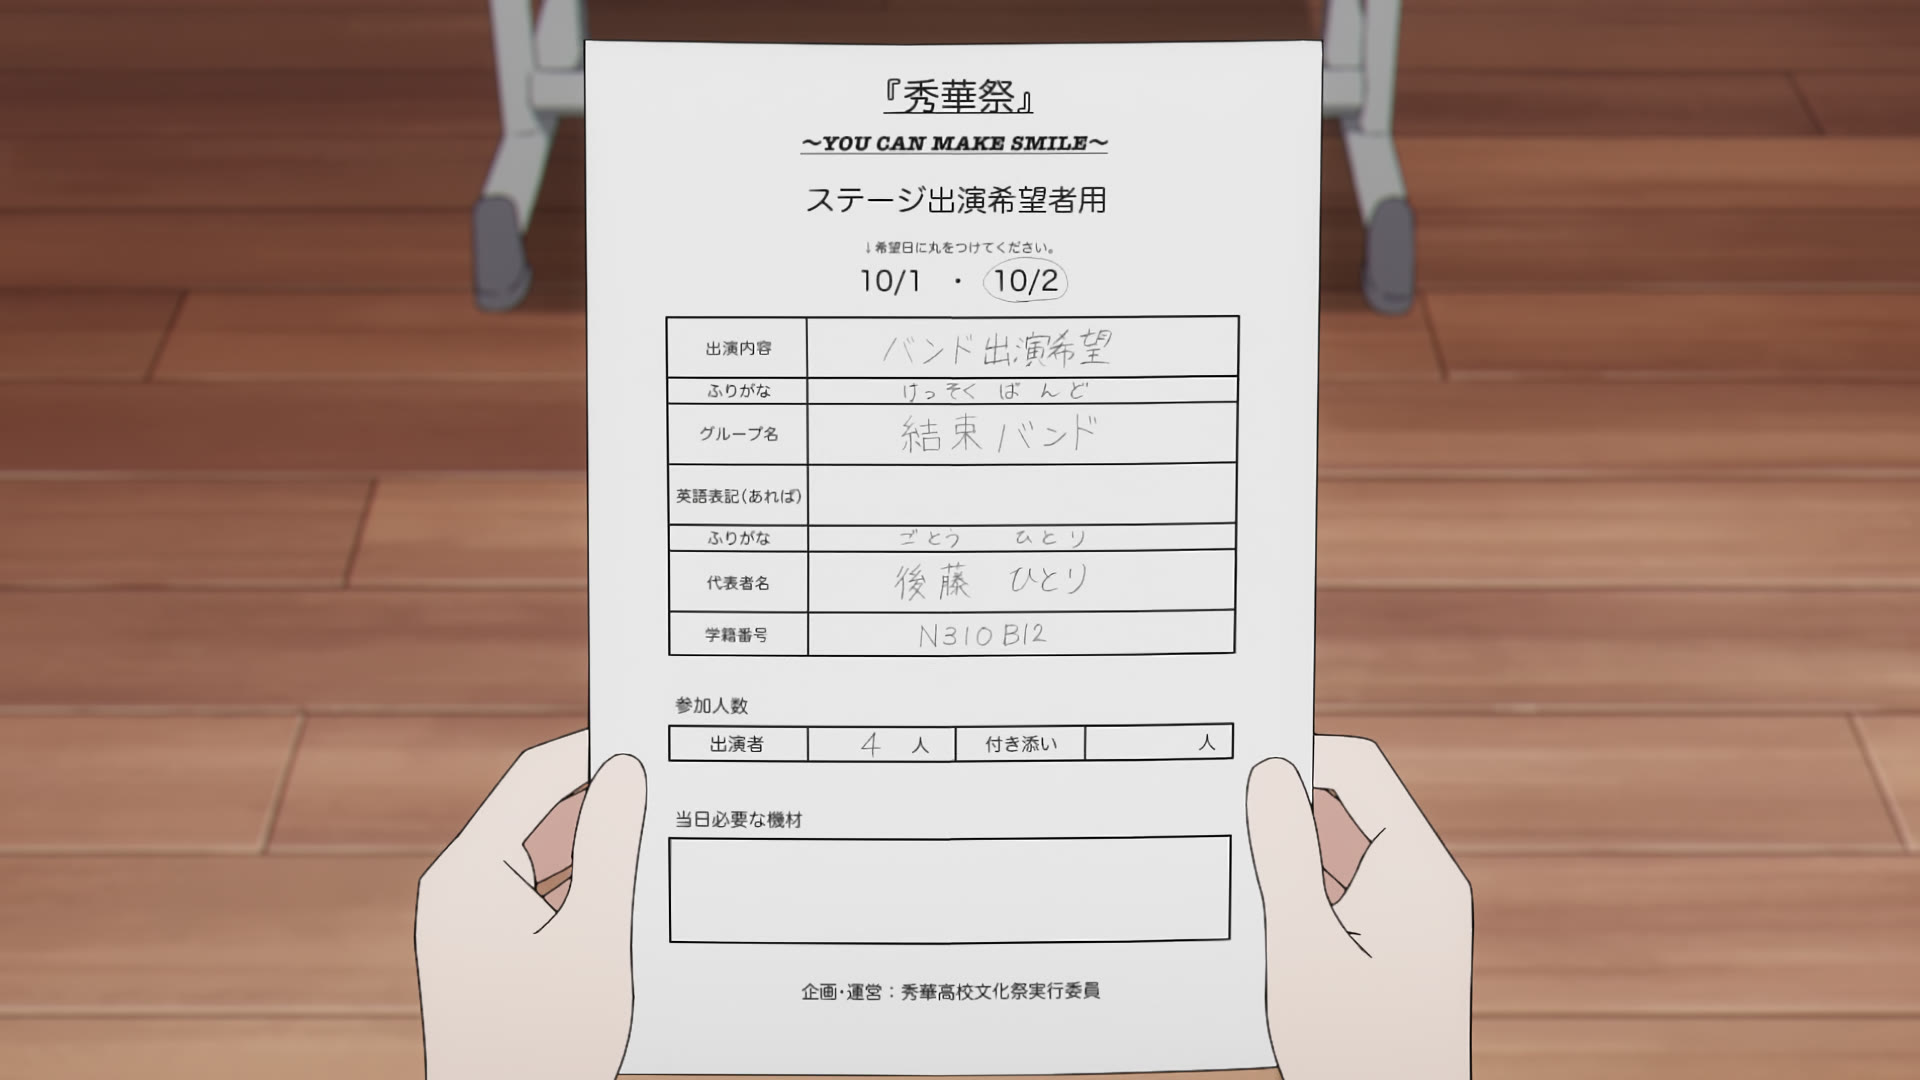 『秀華祭』
～YOU CAN MAKE SMILE～
ステージ出演希望者用
↓希望日に丸をつけてください。
10/1 ・ 10/2
出演内容 バンド出演希望
ふりがな けっそく ばんど
グループ名 結束バンド
英語表記(あれば)
ふりがな ごとう ひとり
代表者名 後藤 ひとり
学籍番号 N310B12
参加人数
出演者 4 人 付き添い 人
当日必要な機材
企画・運営：秀華高校文化祭実行委員